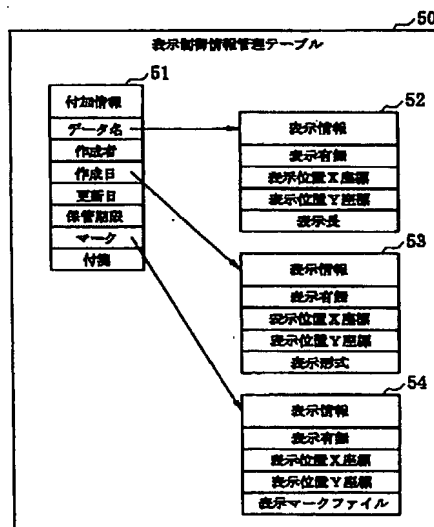 50
表示制御情報管理テーブル
51
付加情報
データ名
作成者
作成日
更新日
保管期限
マーク
付箋
52
表示情報
表示有無
表示位置X座標
表示位置Y座標
表示長
53
表示情報
表示有無
表示位置X座標
表示位置Y座標
表示形式
54
表示情報
表示有無
表示位置X座標
表示位置Y座標
表示マークファイル